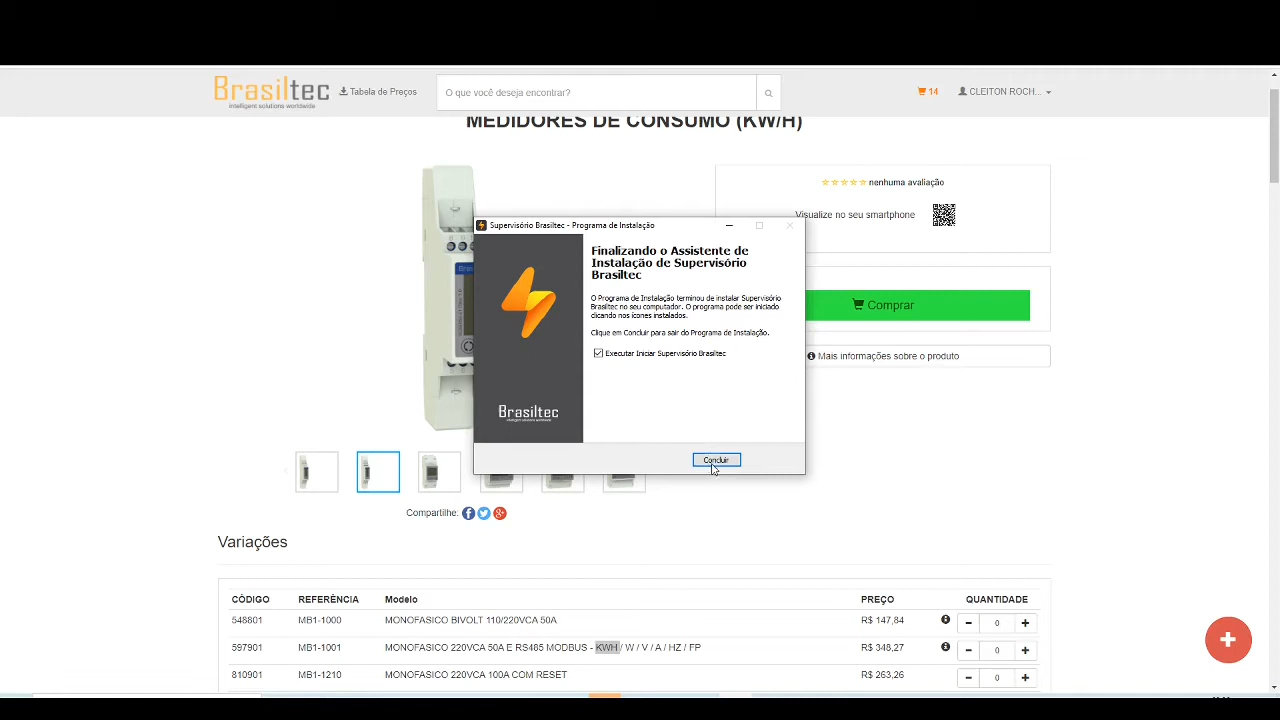 Brasiltec
intelligent solutions worldwide
Tabela de Preços
O que você deseja encontrar?
14
CLEITON ROCH...
MEDIDORES DE CONSUMO (KW/H)
nenhuma avaliação
Visualize no seu smartphone
Comprar
Mais informações sobre o produto
Supervisório Brasiltec - Programa de Instalação
Finalizando o Assistente de
Instalação de Supervisório
Brasiltec
O Programa de Instalação terminou de instalar Supervisório
Brasiltec no seu computador. O programa pode ser iniciado
clicando nos ícones instalados.
Clique em Concluir para sair do Programa de Instalação.
Executar Iniciar Supervisório Brasiltec
Brasiltec
intelligent solutions worldwide
Concluir
Compartilhe:
Variações
CÓDIGO REFERÊNCIA Modelo PREÇO QUANTIDADE
548801 MB1-1000 MONOFASICO BIVOLT 110/220VCA 50A R$ 147,84 0
597901 MB1-1001 MONOFASICO 220VCA 50A E RS-485 MODBUS - KWH / W / V / A / HZ / FP R$ 348,27 0
810901 MB1-1210 MONOFASICO 220VCA 100A COM RESET R$ 263,26 0